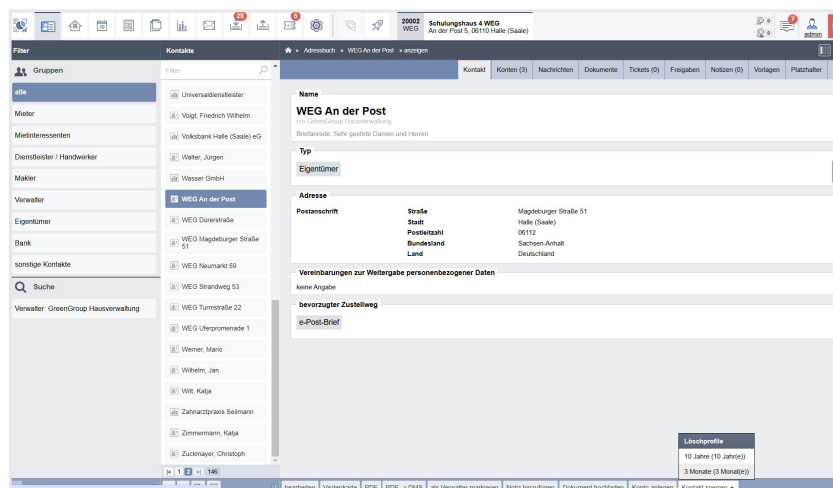 25
5
20002
WEG
Schulungshaus 4 WEG
An der Post 5, 06110 Halle (Saale)
0
0
7
admin
Filter
Kontakte
» Adressbuch » WEG An der Post » anzeigen
Gruppen
alle
Mieter
Mietinteressenten
Dienstleister / Handwerker
Makler
Verwalter
Eigentümer
Bank
sonstige Kontakte
Suche
Verwalter: GreenGroup Hausverwaltung
Filter
Universaldienstleister
Voigt, Friedrich Wilhelm
Volksbank Halle (Saale) eG
Walter, Jürgen
Wasser GmbH
WEG An der Post
WEG Dürerstraße
WEG Magdeburger Straße
51
WEG Neumarkt 59
WEG Strandweg 53
WEG Turmstraße 22
WEG Uferpromenade 1
Werner, Mario
Wilhelm, Jan
Witt, Katja
Zahnarztpraxis Seilmann
Zimmermann, Katja
Zuckmayer, Christoph
1 2 146
Kontakt Konten (3) Nachrichten Dokumente Tickets (0) Freigaben Notizen (0) Vorlagen Platzhalter
Name
WEG An der Post
c/o GreenGroup Hausverwaltung
Briefanrede: Sehr geehrte Damen und Herren
Typ
Eigentümer
Adresse
Postanschrift Straße Magdeburger Straße 51
Stadt Halle (Saale)
Postleitzahl 06112
Bundesland Sachsen-Anhalt
Land Deutschland
Vereinbarungen zur Weitergabe personenbezogener Daten
keine Angabe
bevorzugter Zustellweg
e-Post-Brief
Löschprofile
10 Jahre (10 Jahr(e))
3 Monate (3 Monat(e))
bearbeiten Visitenkarte PDF PDF -> DMS als Verwalter markieren Notiz hinzufügen Dokument hochladen Konto anlegen Kontakt sperren